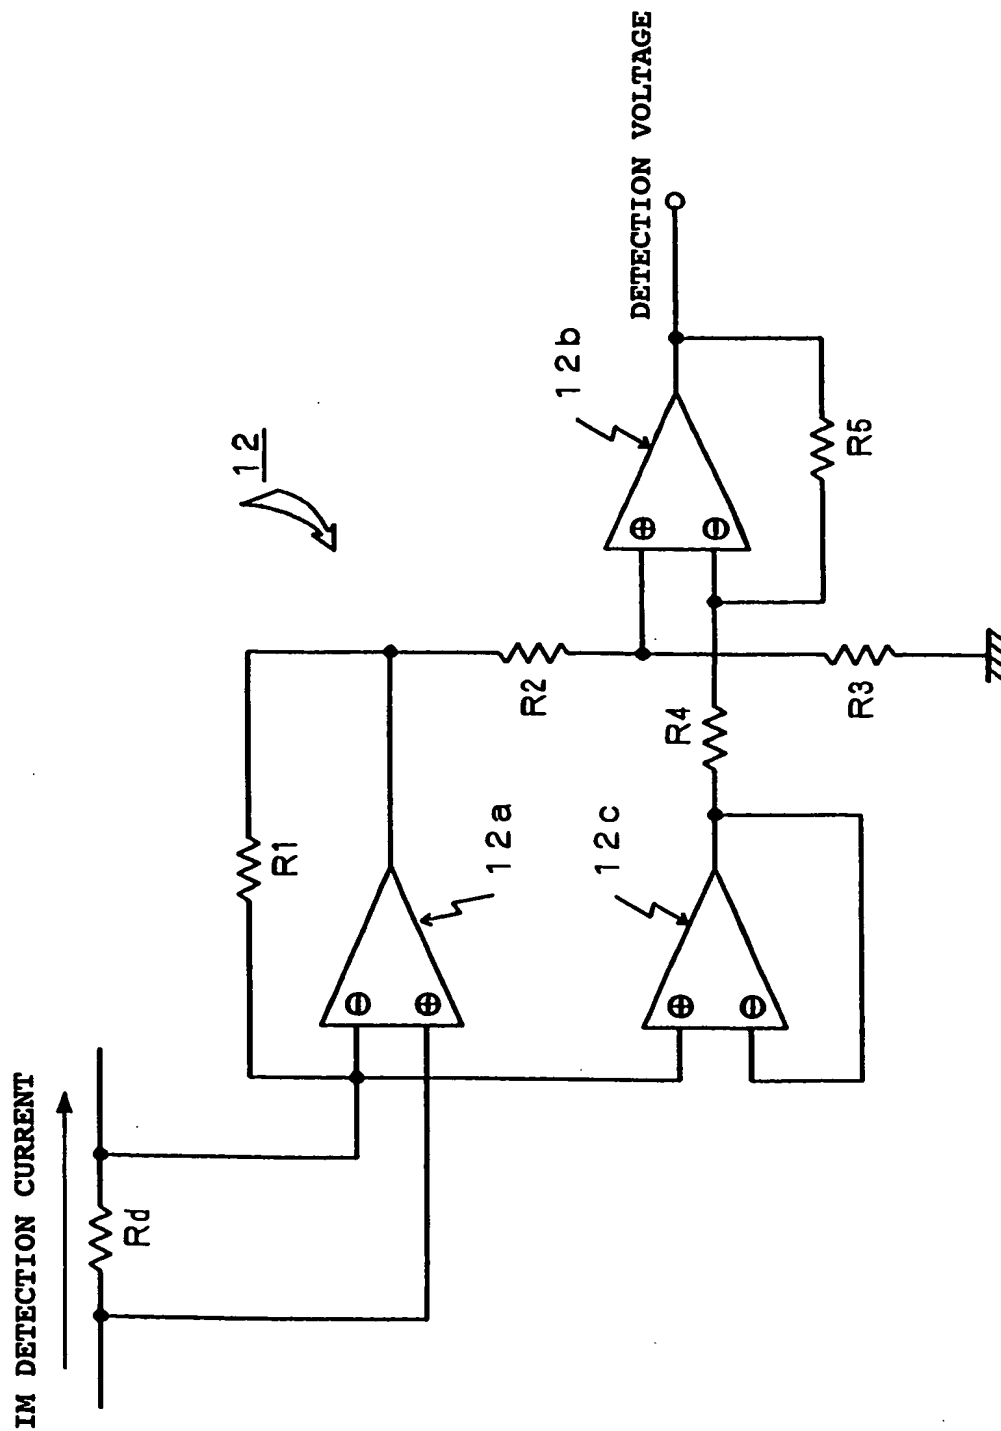 IM DETECTION CURRENT
Rd
R1
12
12a
12c
R2
R4
R3
12b
R5
DETECTION VOLTAGE